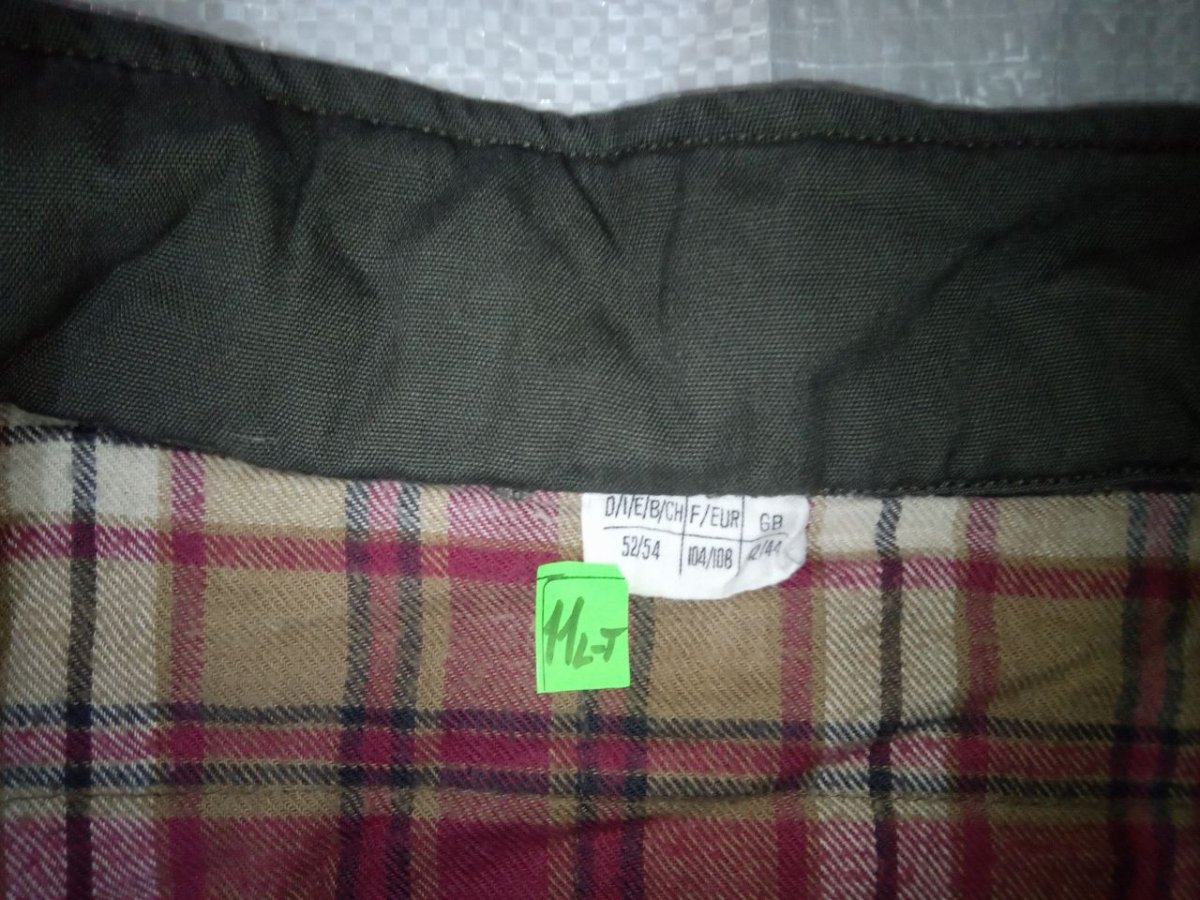 D/I/E/B/CH F/EUR GB
52/54 104/108
11L-T